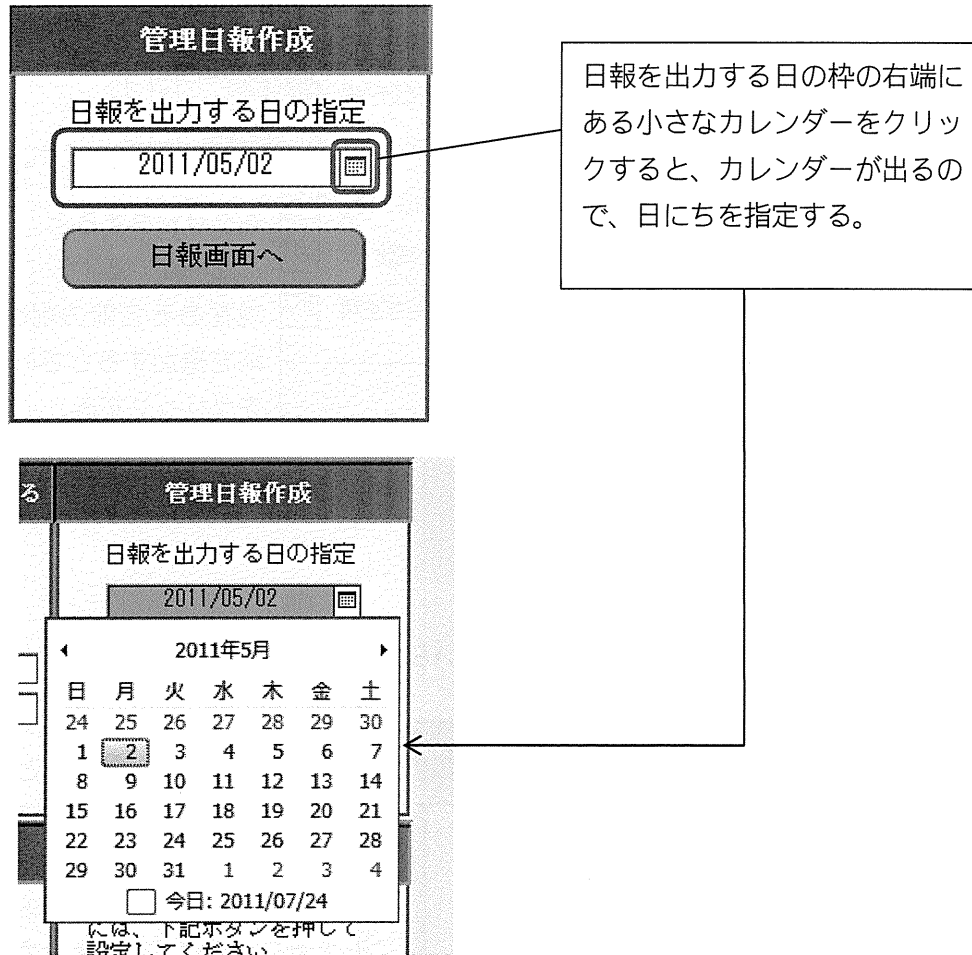 管理日報作成
日報を出力する日の指定
2011/05/02
日報画面へ
日報を出力する日の枠の右端に
ある小さなカレンダーをクリッ
クすると、カレンダーが出るの
で、日にちを指定する。
る
管理日報作成
日報を出力する日の指定
2011/05/02
2011年5月
日 月 火 水 木 金 土
24 25 26 27 28 29 30
1 2 3 4 5 6 7
8 9 10 11 12 13 14
15 16 17 18 19 20 21
22 23 24 25 26 27 28
29 30 31 1 2 3 4
今日: 2011/07/24
には、下記ボタンを押して
設定してください